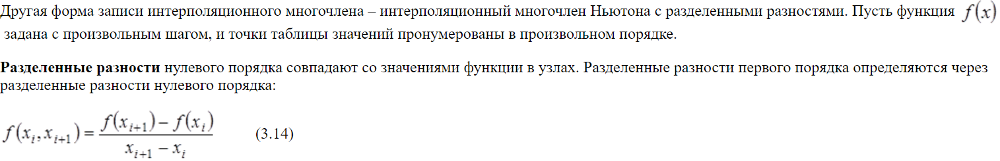 Другая форма записи интерполяционного многочлена – интерполяционный многочлен Ньютона с разделенными разностями. Пусть функция f(x)
задана с произвольным шагом, и точки таблицы значений пронумерованы в произвольном порядке.
Разделенные разности нулевого порядка совпадают со значениями функции в узлах. Разделенные разности первого порядка определяются через
разделенные разности нулевого порядка:
f(x_i, x_{i+1}) = \frac{f(x_{i+1}) – f(x_i)}{x_{i+1} – x_i} (3.14)